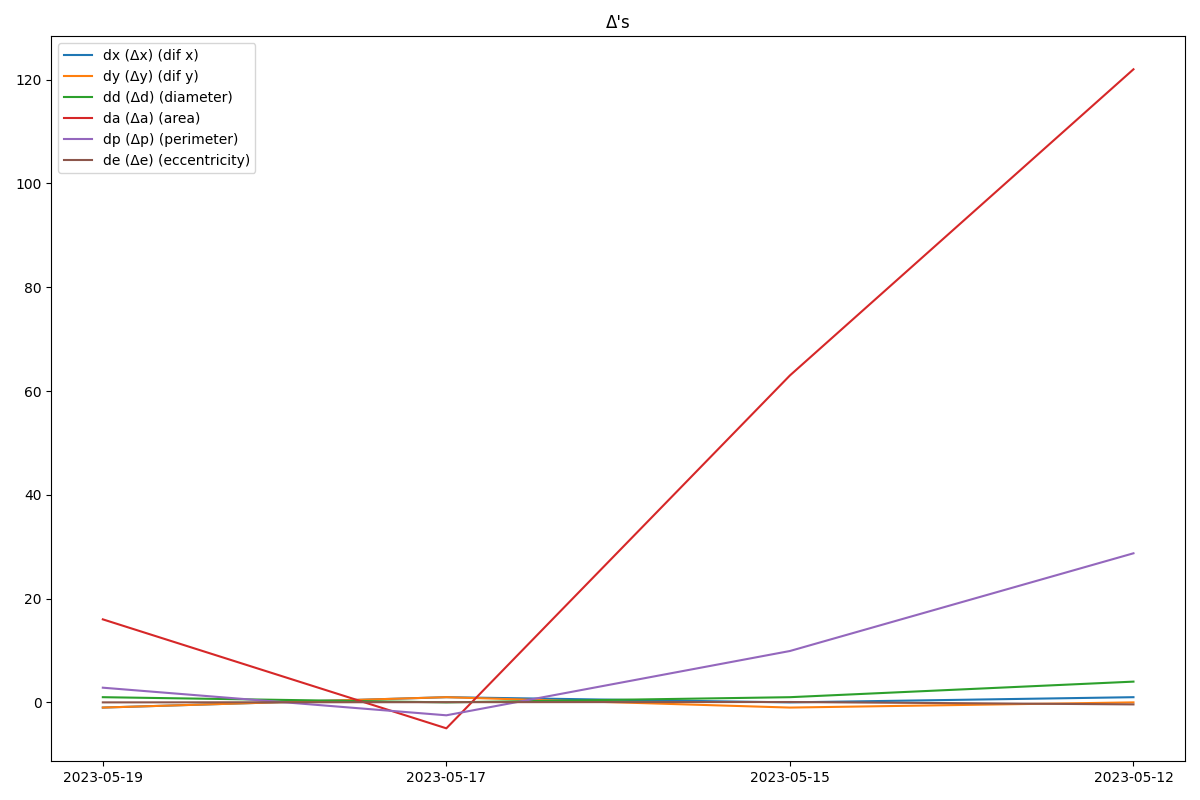 Δ's
dx (Δx) (dif x)
dy (Δy) (dif y)
dd (Δd) (diameter)
da (Δa) (area)
dp (Δp) (perimeter)
de (Δe) (eccentricity)
120
100
80
60
40
20
0
2023-05-19 2023-05-17 2023-05-15 2023-05-12